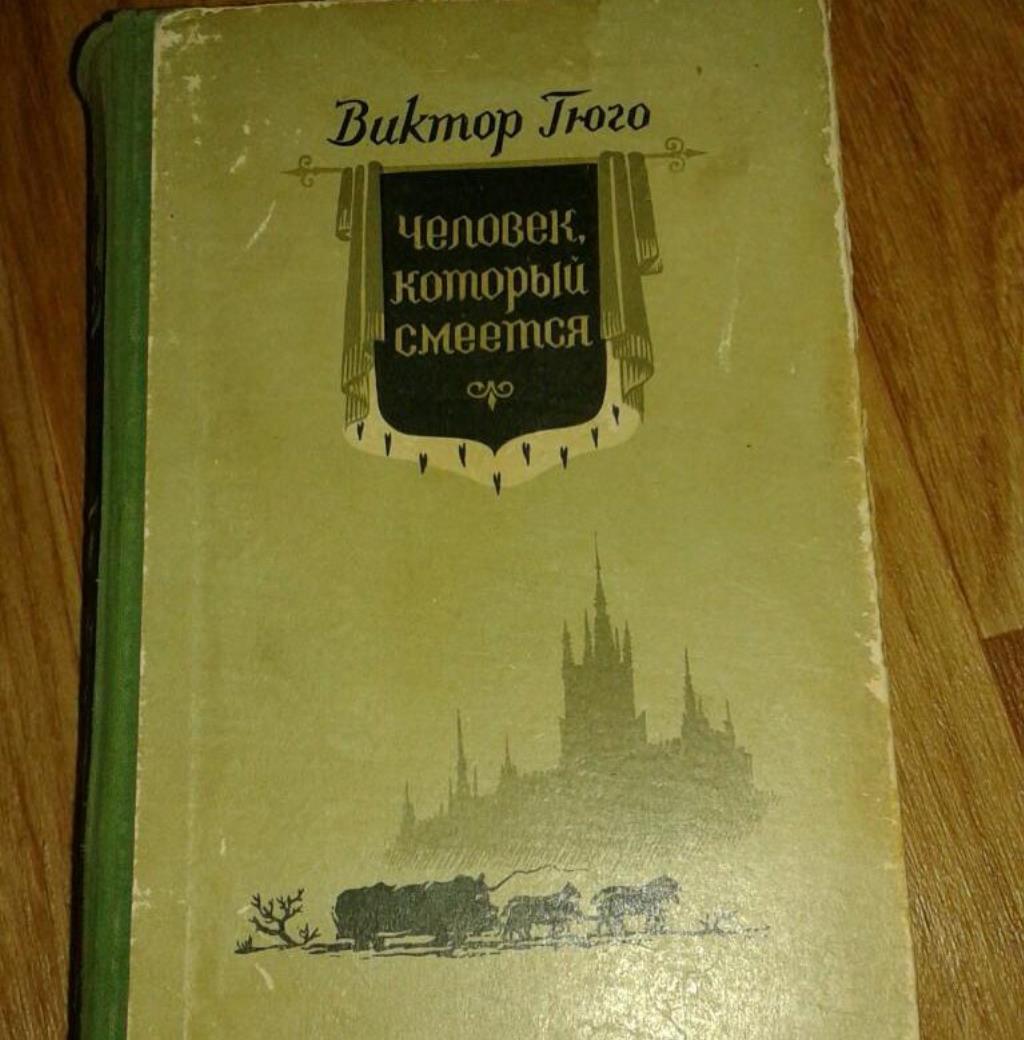 Виктор Гюго
Человек,
который
смеется